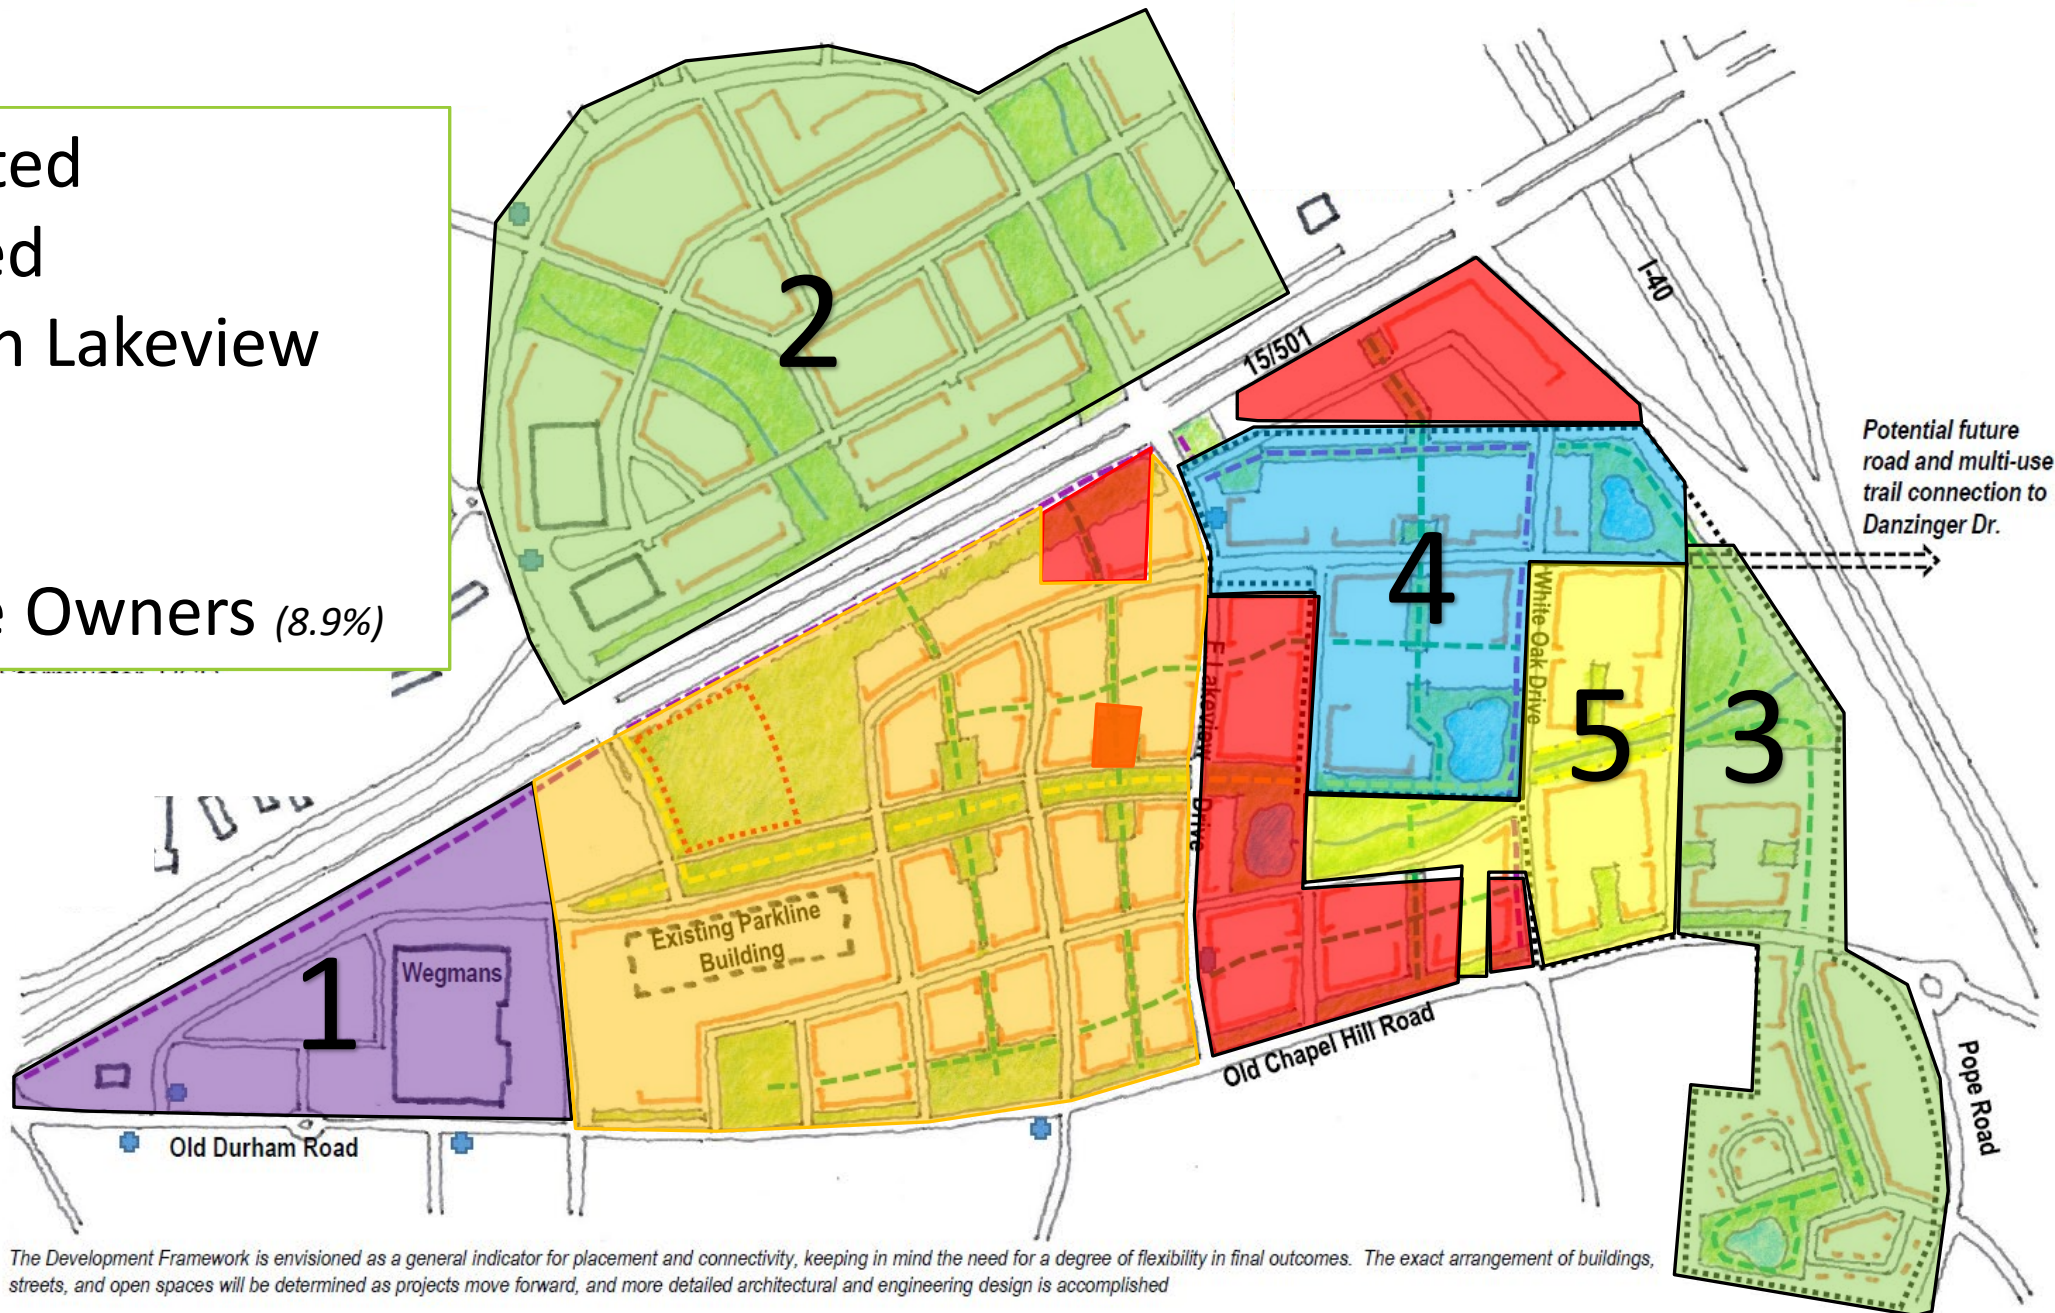 ted
ed
n Lakeview
e Owners (8.9%)
2
15/501
I-40
Potential future
road and multi-use
trail connection to
Danzinger Dr.
4
White Oak Drive
5
3
Drive
Existing Parkline
Building
Wegmans
1
Old Chapel Hill Road
Pope Road
Old Durham Road
The Development Framework is envisioned as a general indicator for placement and connectivity, keeping in mind the need for a degree of flexibility in final outcomes. The exact arrangement of buildings,
streets, and open spaces will be determined as projects move forward, and more detailed architectural and engineering design is accomplished